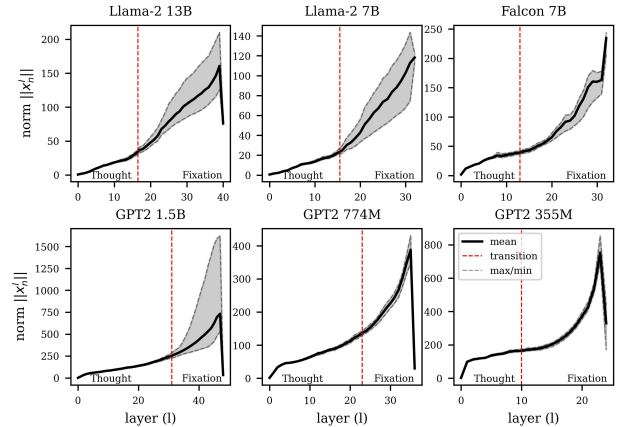 Llama-2 13B
norm ||x_n^l||
200
150
100
50
0
Thought
Fixation
0
10
20
30
40
Llama-2 7B
140
120
100
80
60
40
20
0
Thought
Fixation
0
10
20
30
Falcon 7B
250
200
150
100
50
0
Thought
Fixation
0
10
20
30
GPT2 1.5B
norm ||x_n^l||
1500
1250
1000
750
500
250
0
Thought
Fixation
0
20
40
layer (l)
GPT2 774M
400
300
200
100
0
Thought
Fixation
0
10
20
30
layer (l)
GPT2 355M
800
600
400
200
0
mean
transition
max/min
Thought
Fixation
0
10
20
layer (l)